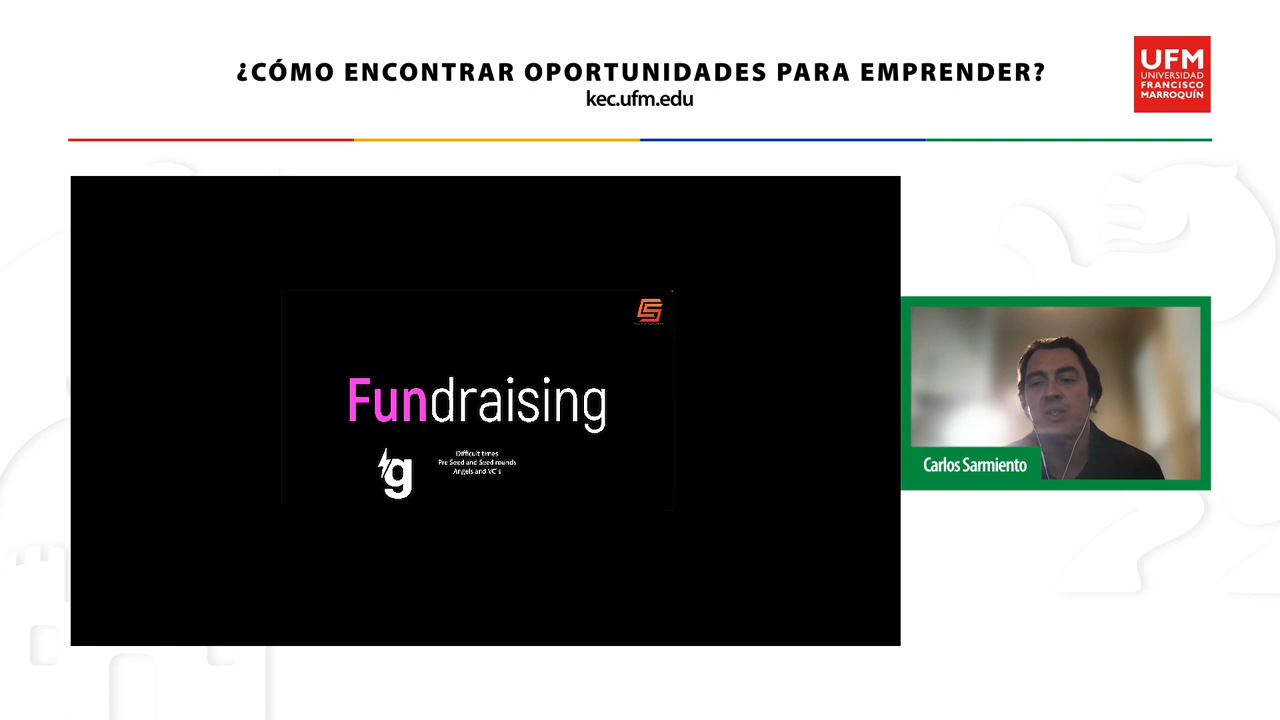 ¿CÓMO ENCONTRAR OPORTUNIDADES PARA EMPRENDER?
kec.ufm.edu
UFM
UNIVERSIDAD
FRANCISCO
MARROQUÍN
Fundraising
g
Difficult times
Pre Seed and Seed rounds
Angels and VC's
Carlos Sarmiento